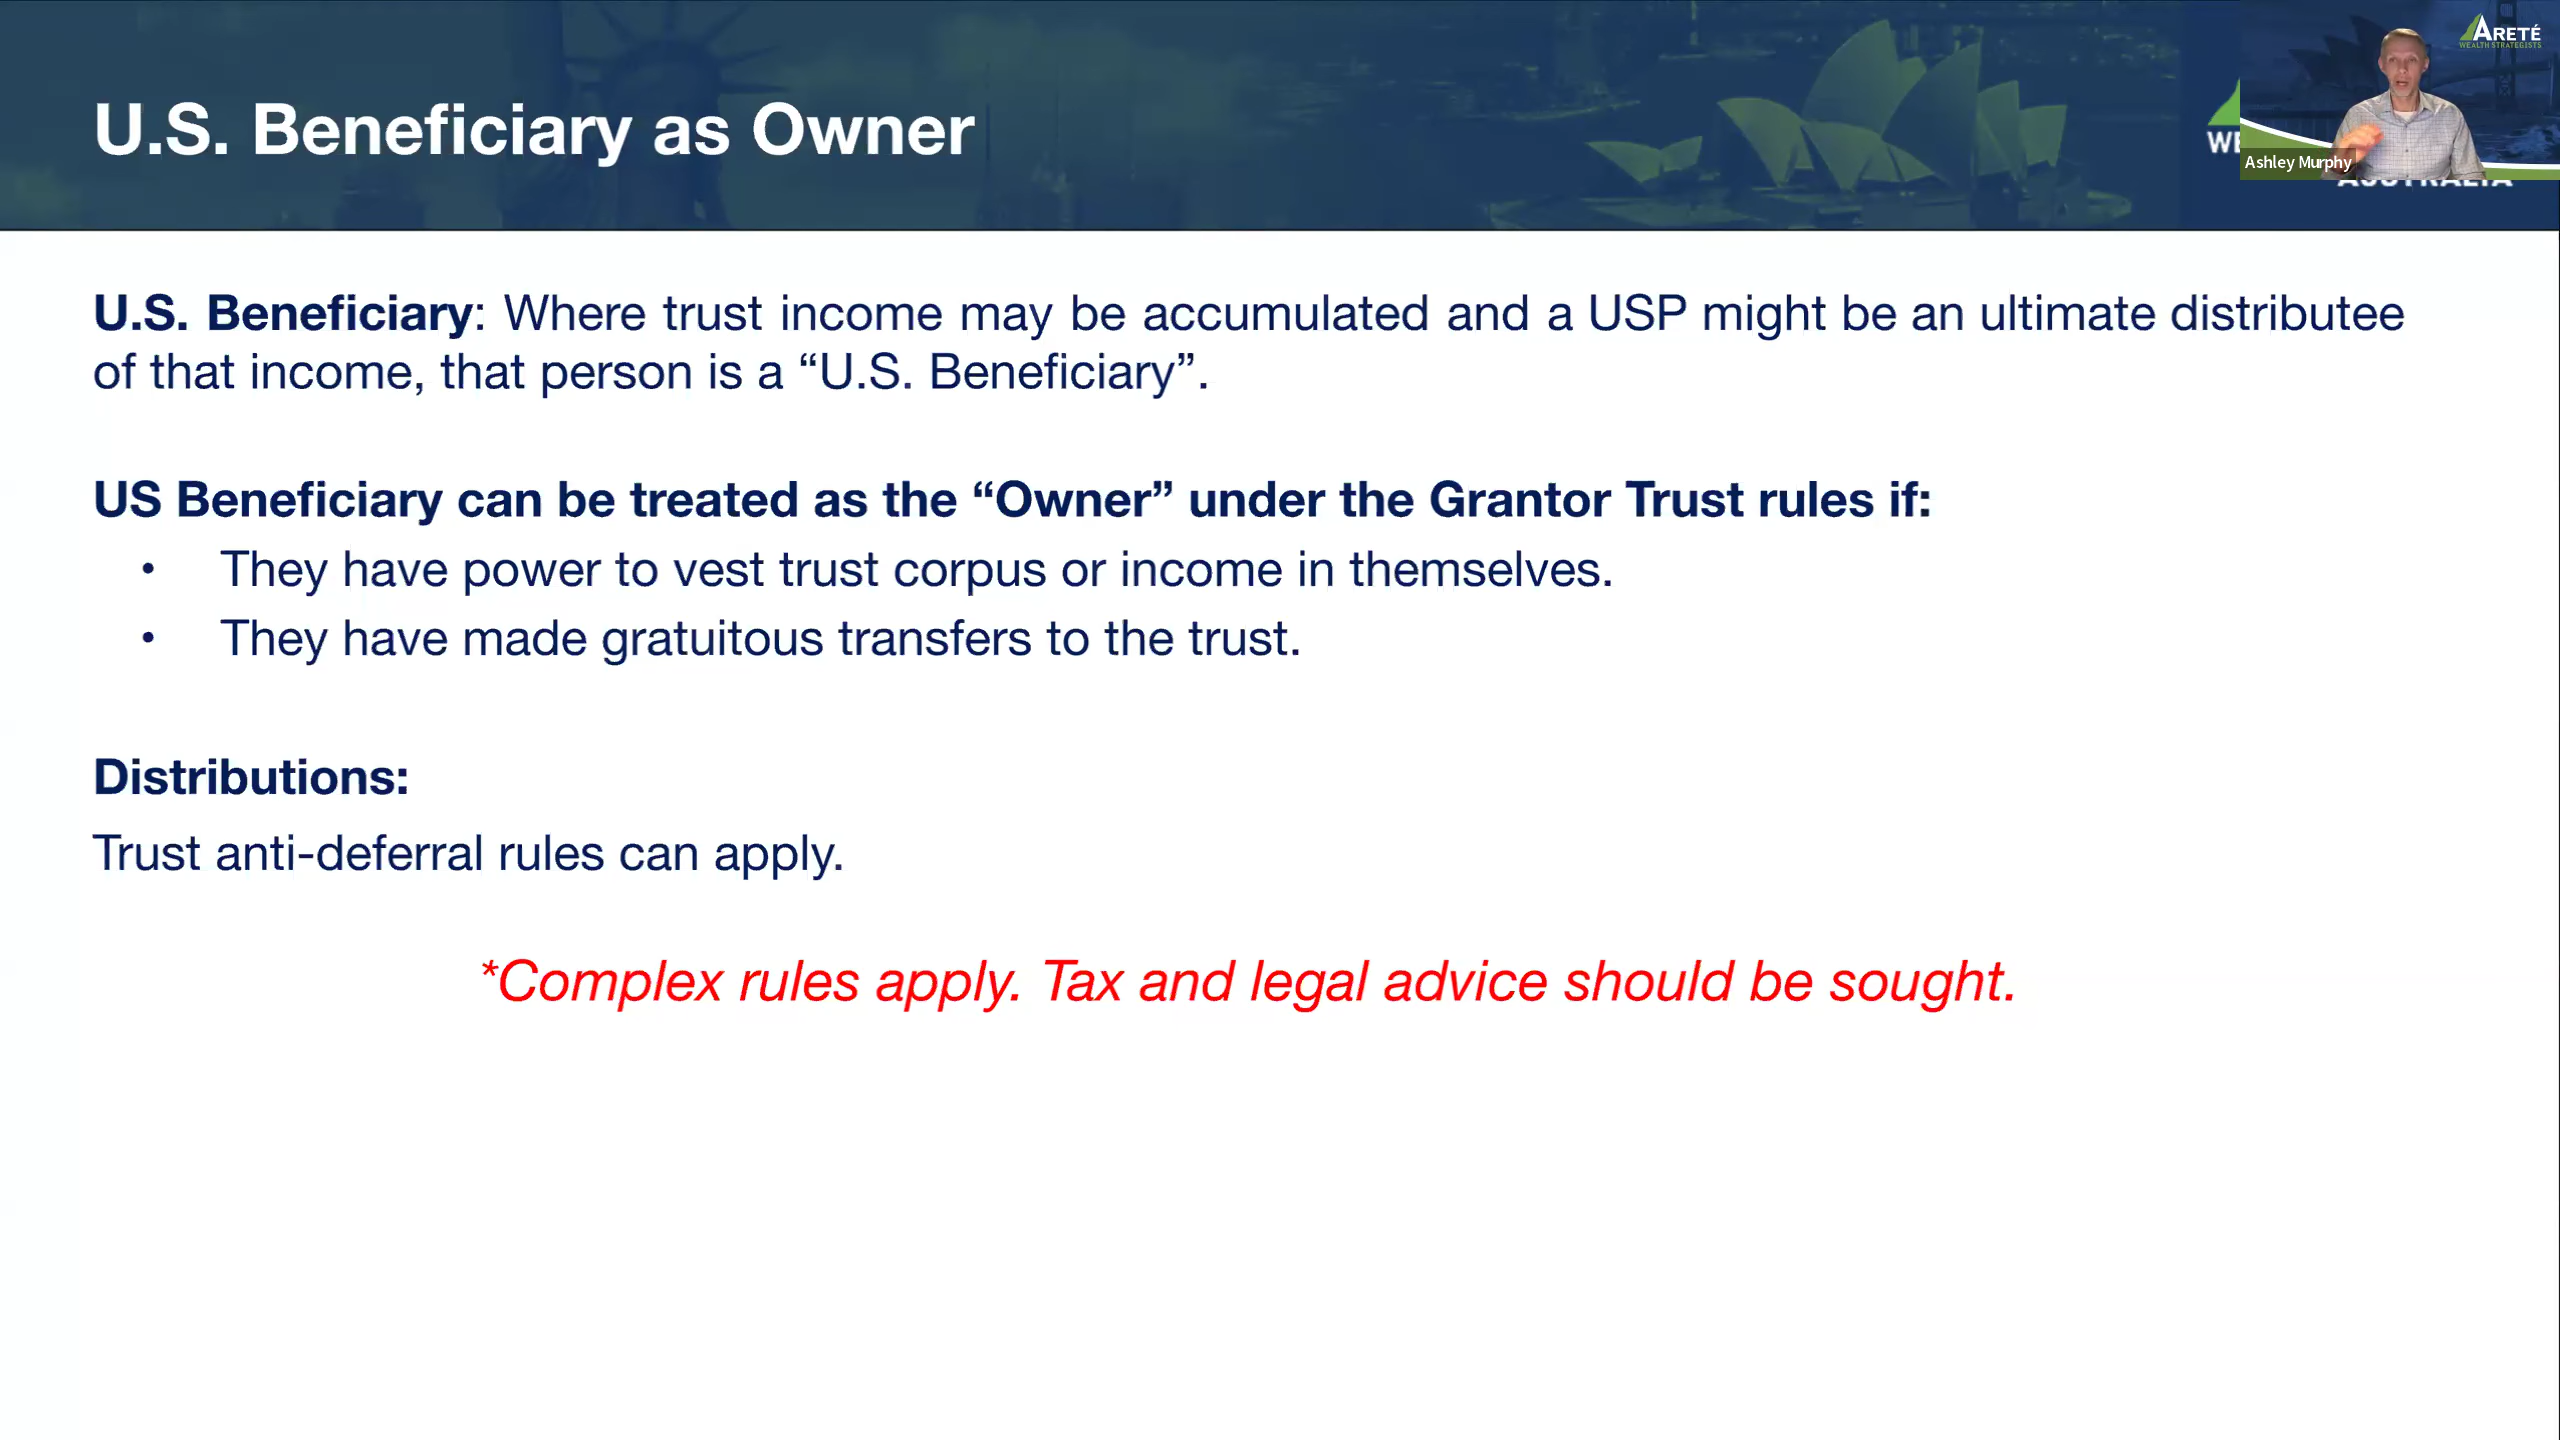 U.S. Beneficiary as Owner
ARETÉ
WEALTH STRATEGISTS
Ashley Murphy
AUSTRALIA
U.S. Beneficiary: Where trust income may be accumulated and a USP might be an ultimate distributee
of that income, that person is a “U.S. Beneficiary”.
US Beneficiary can be treated as the “Owner” under the Grantor Trust rules if:
• They have power to vest trust corpus or income in themselves.
• They have made gratuitous transfers to the trust.
Distributions:
Trust anti-deferral rules can apply.
*Complex rules apply. Tax and legal advice should be sought.